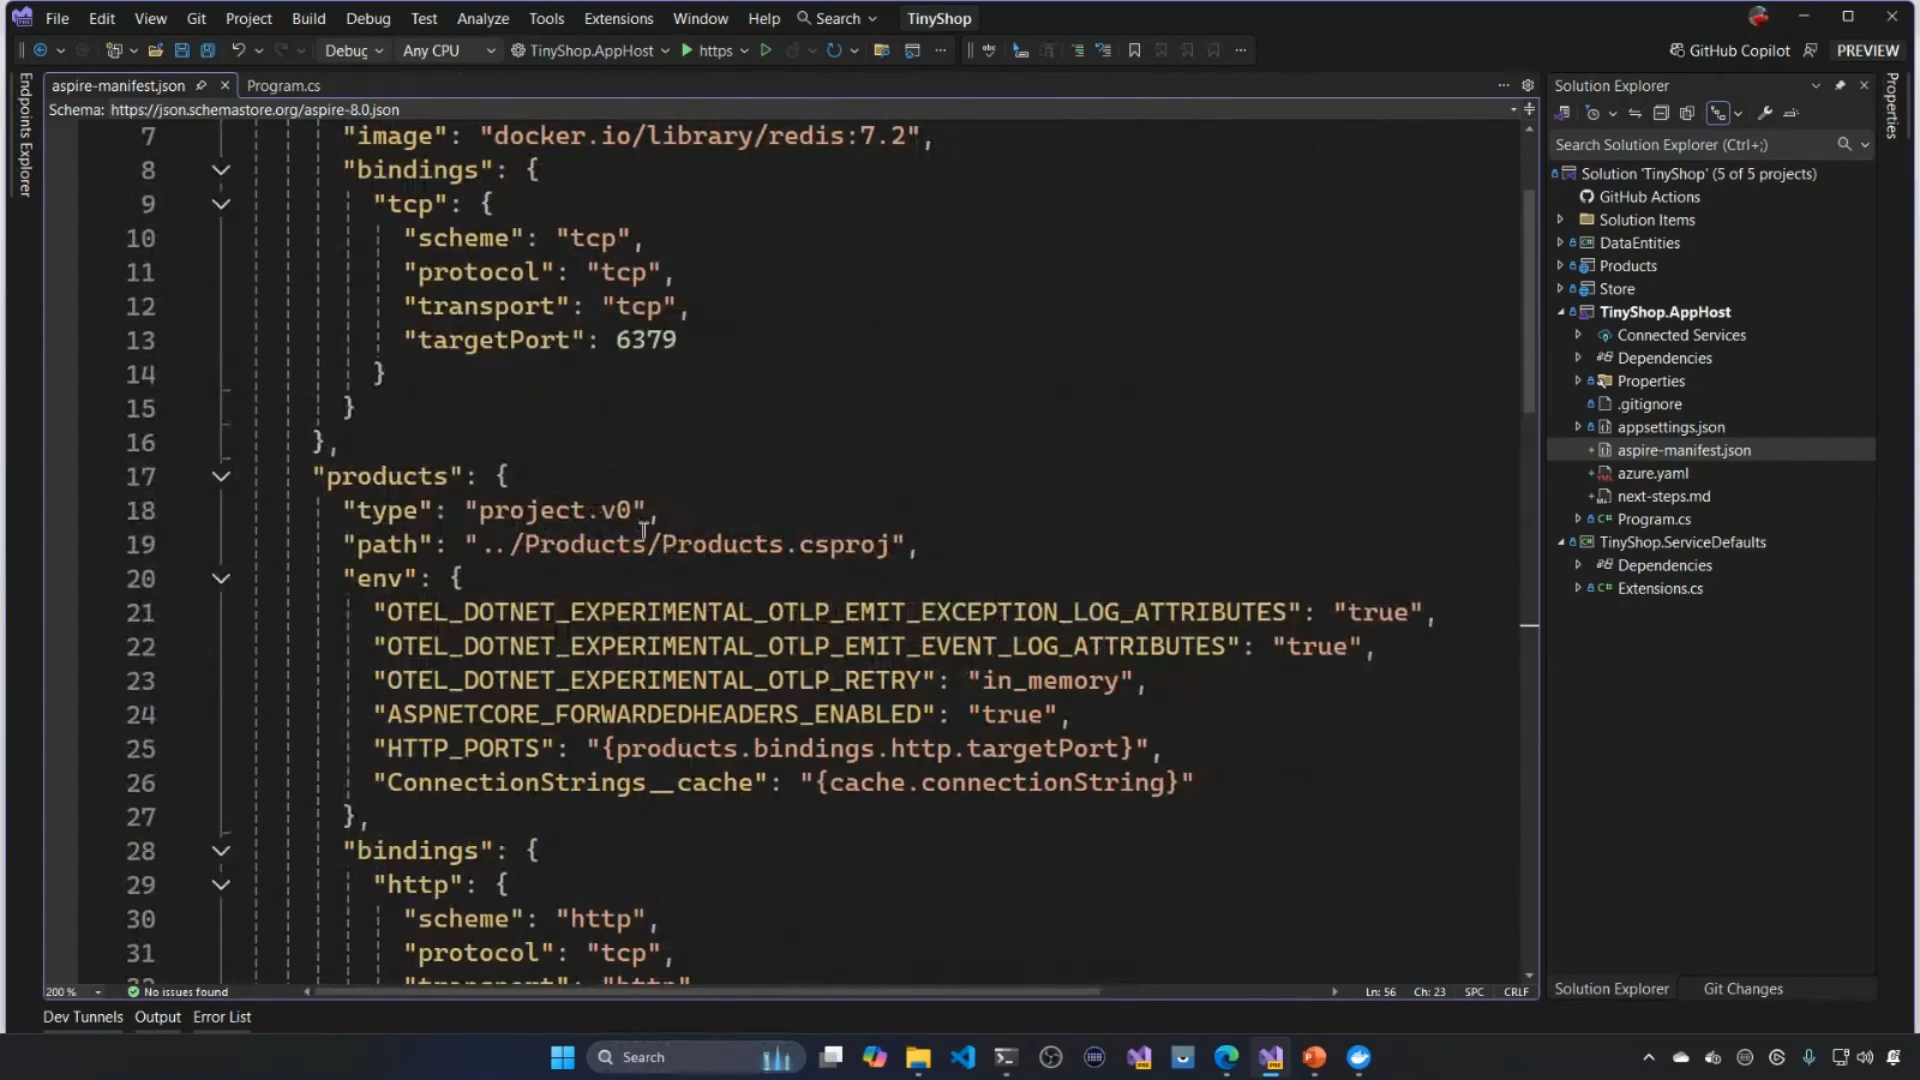 File Edit View Git Project Build Debug Test Analyze Tools Extensions Window Help Search TinyShop
Debug Any CPU TinyShop.AppHost https GitHub Copilot PREVIEW
Endpoints Explorer
aspire-manifest.json Program.cs
Schema: https://json.schemastore.org/aspire-8.0.json
7 "image": "docker.io/library/redis:7.2",
8 "bindings": {
9 "tcp": {
10 "scheme": "tcp",
11 "protocol": "tcp",
12 "transport": "tcp",
13 "targetPort": 6379
14 }
15 }
16 },
17 "products": {
18 "type": "project.v0",
19 "path": "../Products/Products.csproj",
20 "env": {
21 "OTEL_DOTNET_EXPERIMENTAL_OTLP_EMIT_EXCEPTION_LOG_ATTRIBUTES": "true",
22 "OTEL_DOTNET_EXPERIMENTAL_OTLP_EMIT_EVENT_LOG_ATTRIBUTES": "true",
23 "OTEL_DOTNET_EXPERIMENTAL_OTLP_RETRY": "in_memory",
24 "ASPNETCORE_FORWARDEDHEADERS_ENABLED": "true",
25 "HTTP_PORTS": "{products.bindings.http.targetPort}",
26 "ConnectionStrings__cache": "{cache.connectionString}"
27 },
28 "bindings": {
29 "http": {
30 "scheme": "http",
31 "protocol": "tcp",
32 "transport": "http"
200 % No issues found Ln: 56 Ch: 23 SPC CRLF
Dev Tunnels Output Error List
Solution Explorer
Search Solution Explorer (Ctrl+;)
Solution 'TinyShop' (5 of 5 projects)
GitHub Actions
Solution Items
DataEntities
Products
Store
TinyShop.AppHost
Connected Services
Dependencies
Properties
.gitignore
appsettings.json
aspire-manifest.json
azure.yaml
next-steps.md
Program.cs
TinyShop.ServiceDefaults
Dependencies
Extensions.cs
Solution Explorer Git Changes
Properties
Search